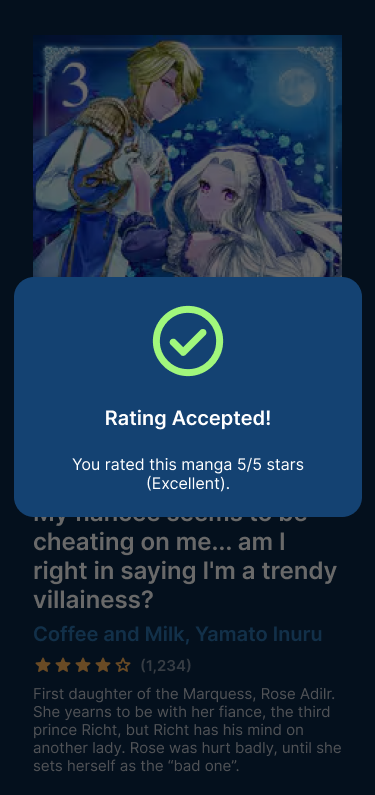 3
Rating Accepted!
You rated this manga 5/5 stars
(Excellent).
My fiancée seems to be
cheating on me... am I
right in saying I'm a trendy
villainess?
Coffee and Milk, Yamato Inuru
(1,234)
First daughter of the Marquess, Rose Adilr.
She yearns to be with her fiance, the third
prince Richt, but Richt has his mind on
another lady. Rose was hurt badly, until she
sets herself as the “bad one”.